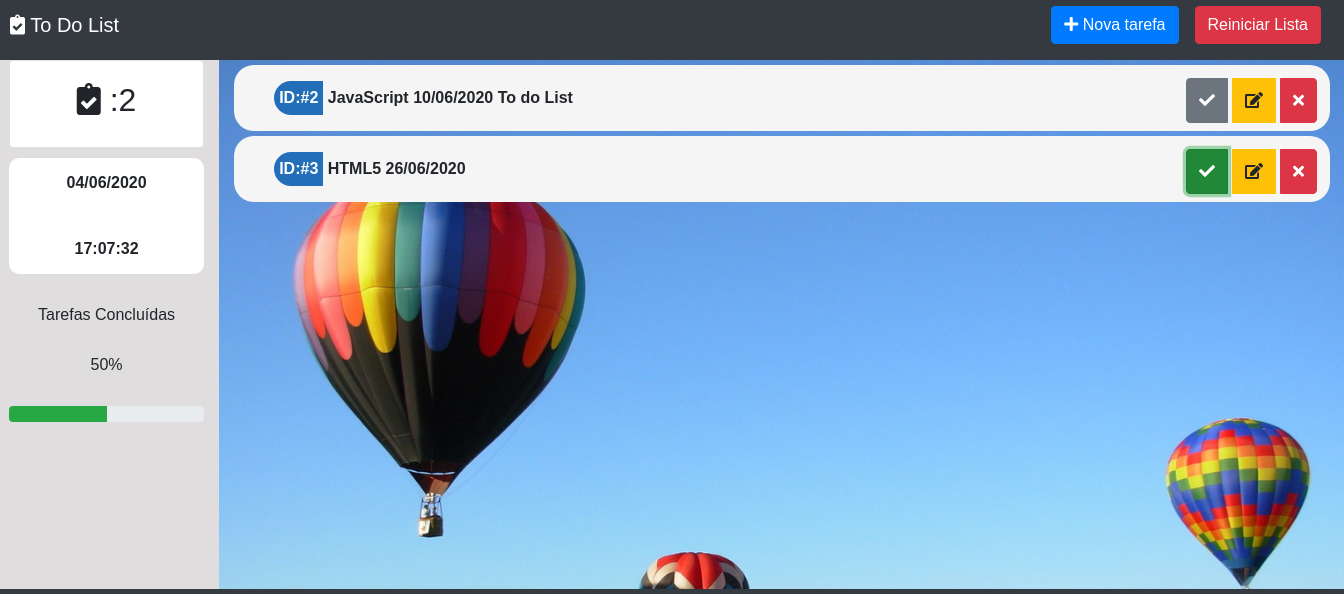 To Do List
Nova tarefa
Reiniciar Lista
:2
04/06/2020
17:07:32
Tarefas Concluídas
50%
ID:#2 JavaScript 10/06/2020 To do List
ID:#3 HTML5 26/06/2020